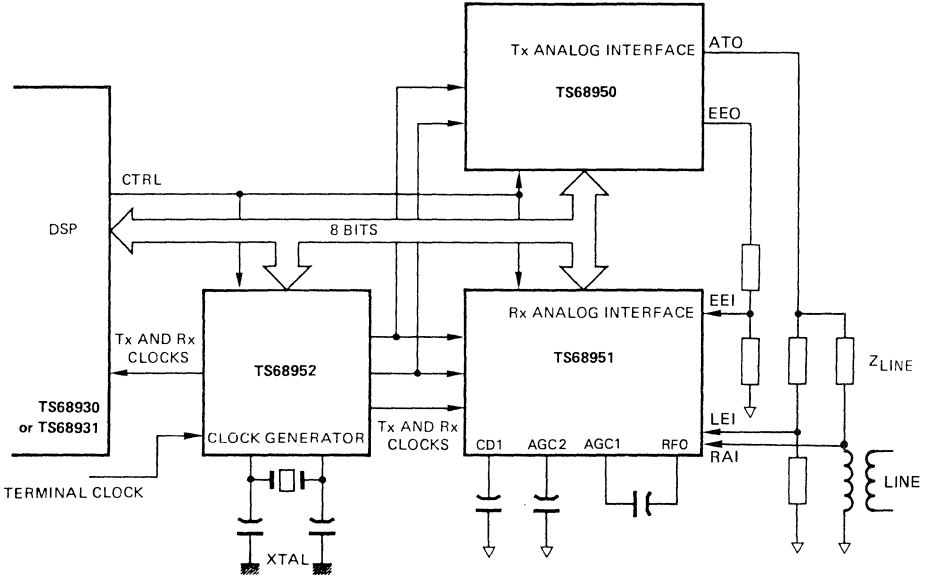 Tx ANALOG INTERFACE
TS68950
ATO
EEO
CTRL
DSP
8 BITS
EEI
Rx ANALOG INTERFACE
TS68951
Tx AND Rx
CLOCKS
TS68952
ZLINE
TS68930
or TS68931
CLOCK GENERATOR
Tx AND Rx
CLOCKS
LEI
CD1 AGC2 AGC1 RFO
RAI
TERMINAL CLOCK
LINE
XTAL